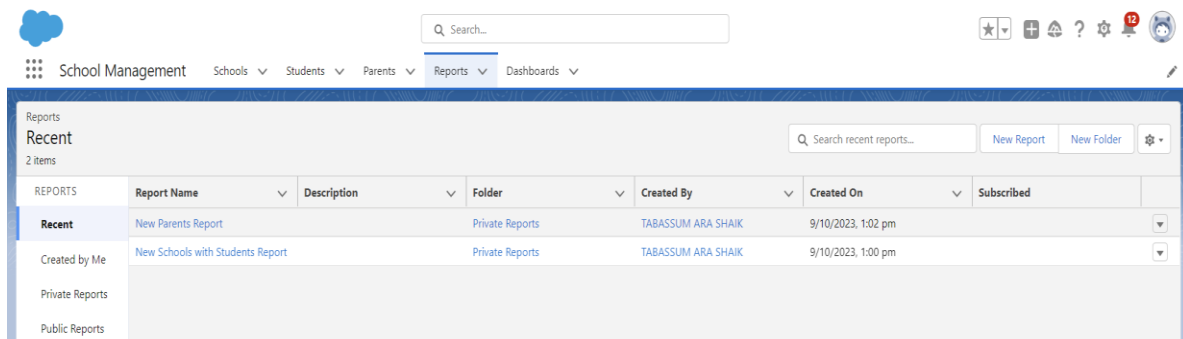 Search...
12
School Management Schools Students Parents Reports Dashboards
Reports
Recent
2 items
Search recent reports...
New Report New Folder
REPORTS
Report Name Description Folder Created By Created On Subscribed
Recent
New Parents Report Private Reports TABASSUM ARA SHAIK 9/10/2023, 1:02 pm
Created by Me
New Schools with Students Report Private Reports TABASSUM ARA SHAIK 9/10/2023, 1:00 pm
Private Reports
Public Reports